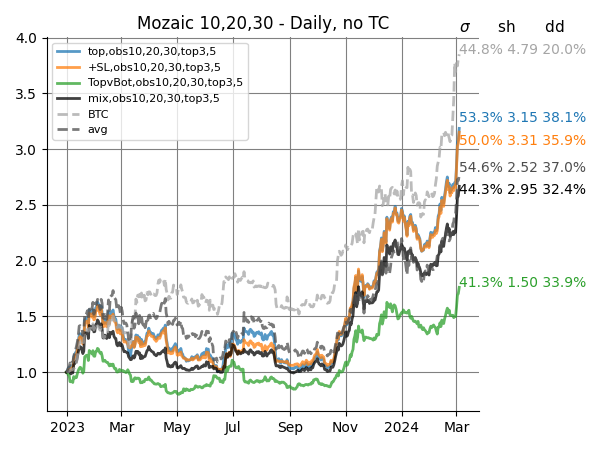 Mozaic 10,20,30 - Daily, no TC
σ sh dd
4.0
3.5
3.0
2.5
2.0
1.5
1.0
top,obs10,20,30,top3,5
+SL,obs10,20,30,top3,5
TopvBot,obs10,20,30,top3,5
mix,obs10,20,30,top3,5
BTC
avg
44.8% 4.79 20.0%
53.3% 3.15 38.1%
50.0% 3.31 35.9%
54.6% 2.52 37.0%
44.3% 2.95 32.4%
41.3% 1.50 33.9%
2023 Mar May Jul Sep Nov 2024 Mar